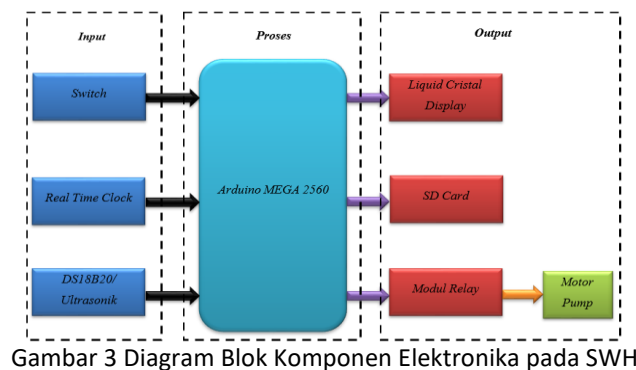 Input
Proses
Output
Switch
Real Time Clock
DS18B20/
Ultrasonik
Arduino MEGA 2560
Liquid Cristal
Display
SD Card
Modul Relay
Motor
Pump
Gambar 3 Diagram Blok Komponen Elektronika pada SWH